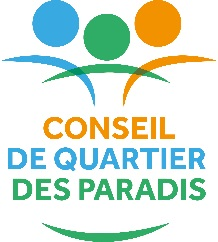 CONSEIL
DE QUARTIER
DES PARADIS